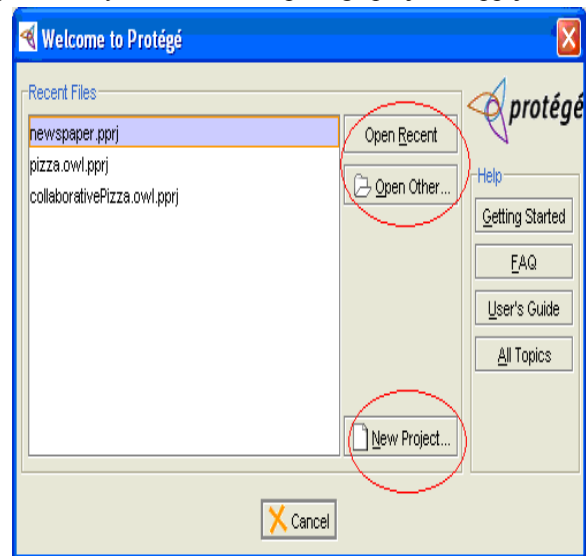 Welcome to Protégé
Recent Files
newspaper.pprj
pizza.owl.pprj
collaborativePizza.owl.pprj
Open Recent
Open Other...
New Project...
protégé
Help
Getting Started
FAQ
User's Guide
All Topics
Cancel